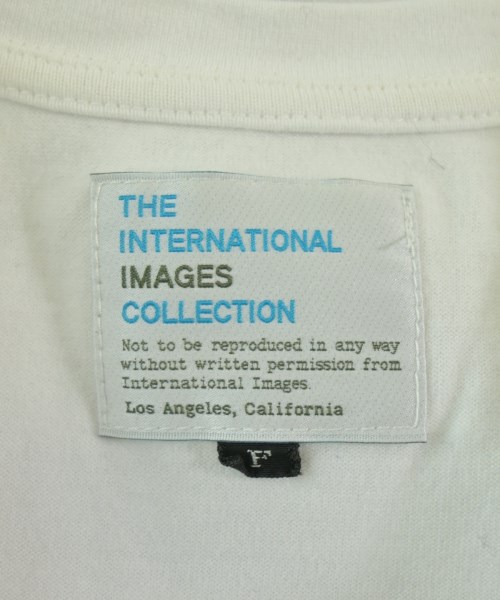 THE
INTERNATIONAL
IMAGES
COLLECTION
Not to be reproduced in any way
without written permission from
International Images.
Los Angeles, California
F